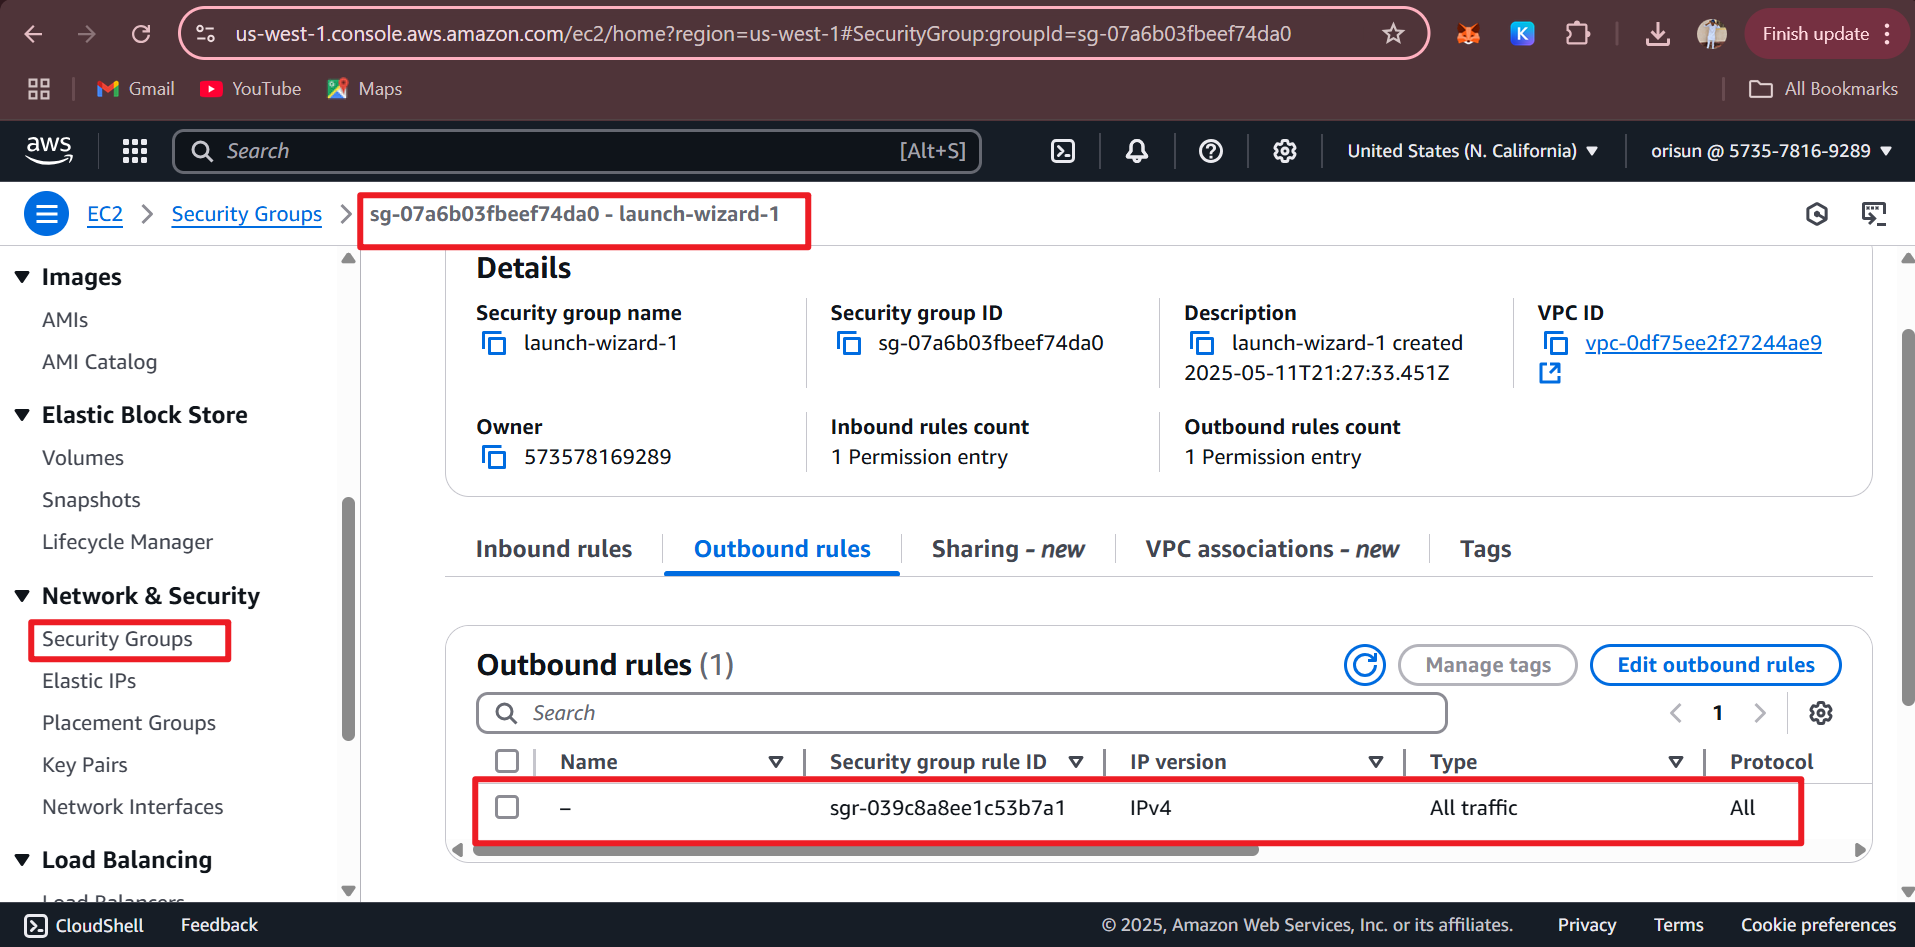 us-west-1.console.aws.amazon.com/ec2/home?region=us-west-1#SecurityGroup:groupId=sg-07a6b03fbeef74da0
K
Finish update
Gmail
YouTube
Maps
All Bookmarks
aws
Search
[Alt+S]
United States (N. California)
orisun @ 5735-7816-9289
EC2
Security Groups
sg-07a6b03fbeef74da0 - launch-wizard-1
Images
AMIs
AMI Catalog
Elastic Block Store
Volumes
Snapshots
Lifecycle Manager
Network & Security
Security Groups
Elastic IPs
Placement Groups
Key Pairs
Network Interfaces
Load Balancing
Load Balancers
Details
Security group name
launch-wizard-1
Security group ID
sg-07a6b03fbeef74da0
Description
launch-wizard-1 created
2025-05-11T21:27:33.451Z
VPC ID
vpc-0df75ee2f27244ae9
Owner
573578169289
Inbound rules count
1 Permission entry
Outbound rules count
1 Permission entry
Inbound rules
Outbound rules
Sharing - new
VPC associations - new
Tags
Outbound rules (1)
Manage tags
Edit outbound rules
Search
1
Name
Security group rule ID
IP version
Type
Protocol
–
sgr-039c8a8ee1c53b7a1
IPv4
All traffic
All
CloudShell
Feedback
© 2025, Amazon Web Services, Inc. or its affiliates.
Privacy
Terms
Cookie preferences